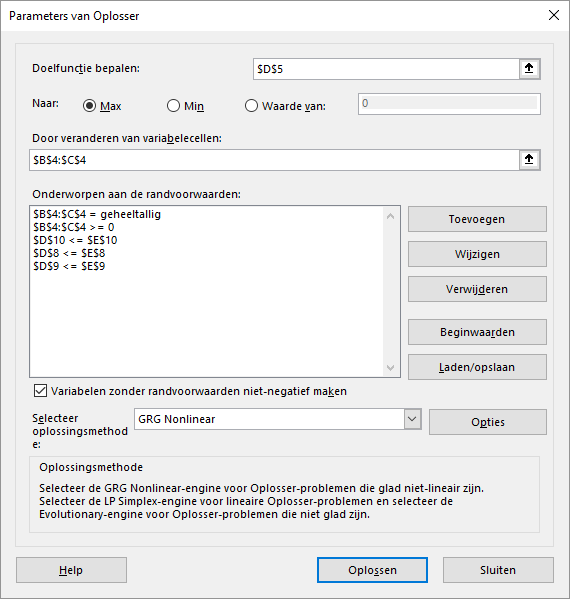 Parameters van Oplosser
Doelfunctie bepalen:
$D$5
Naar:
Max
Min
Waarde van:
0
Door veranderen van variabelecellen:
$B$4:$C$4
Onderworpen aan de randvoorwaarden:
$B$4:$C$4 = geheeltallig
$B$4:$C$4 >= 0
$D$10 <= $E$10
$D$8 <= $E$8
$D$9 <= $E$9
Toevoegen
Wijzigen
Verwijderen
Beginwaarden
Laden/opslaan
Variabelen zonder randvoorwaarden niet-negatief maken
Selecteer
oplossingsmethod
e:
GRG Nonlinear
Opties
Oplossingsmethode
Selecteer de GRG Nonlinear-engine voor Oplosser-problemen die glad niet-lineair zijn.
Selecteer de LP Simplex-engine voor lineaire Oplosser-problemen en selecteer de
Evolutionary-engine voor Oplosser-problemen die niet glad zijn.
Help
Oplossen
Sluiten